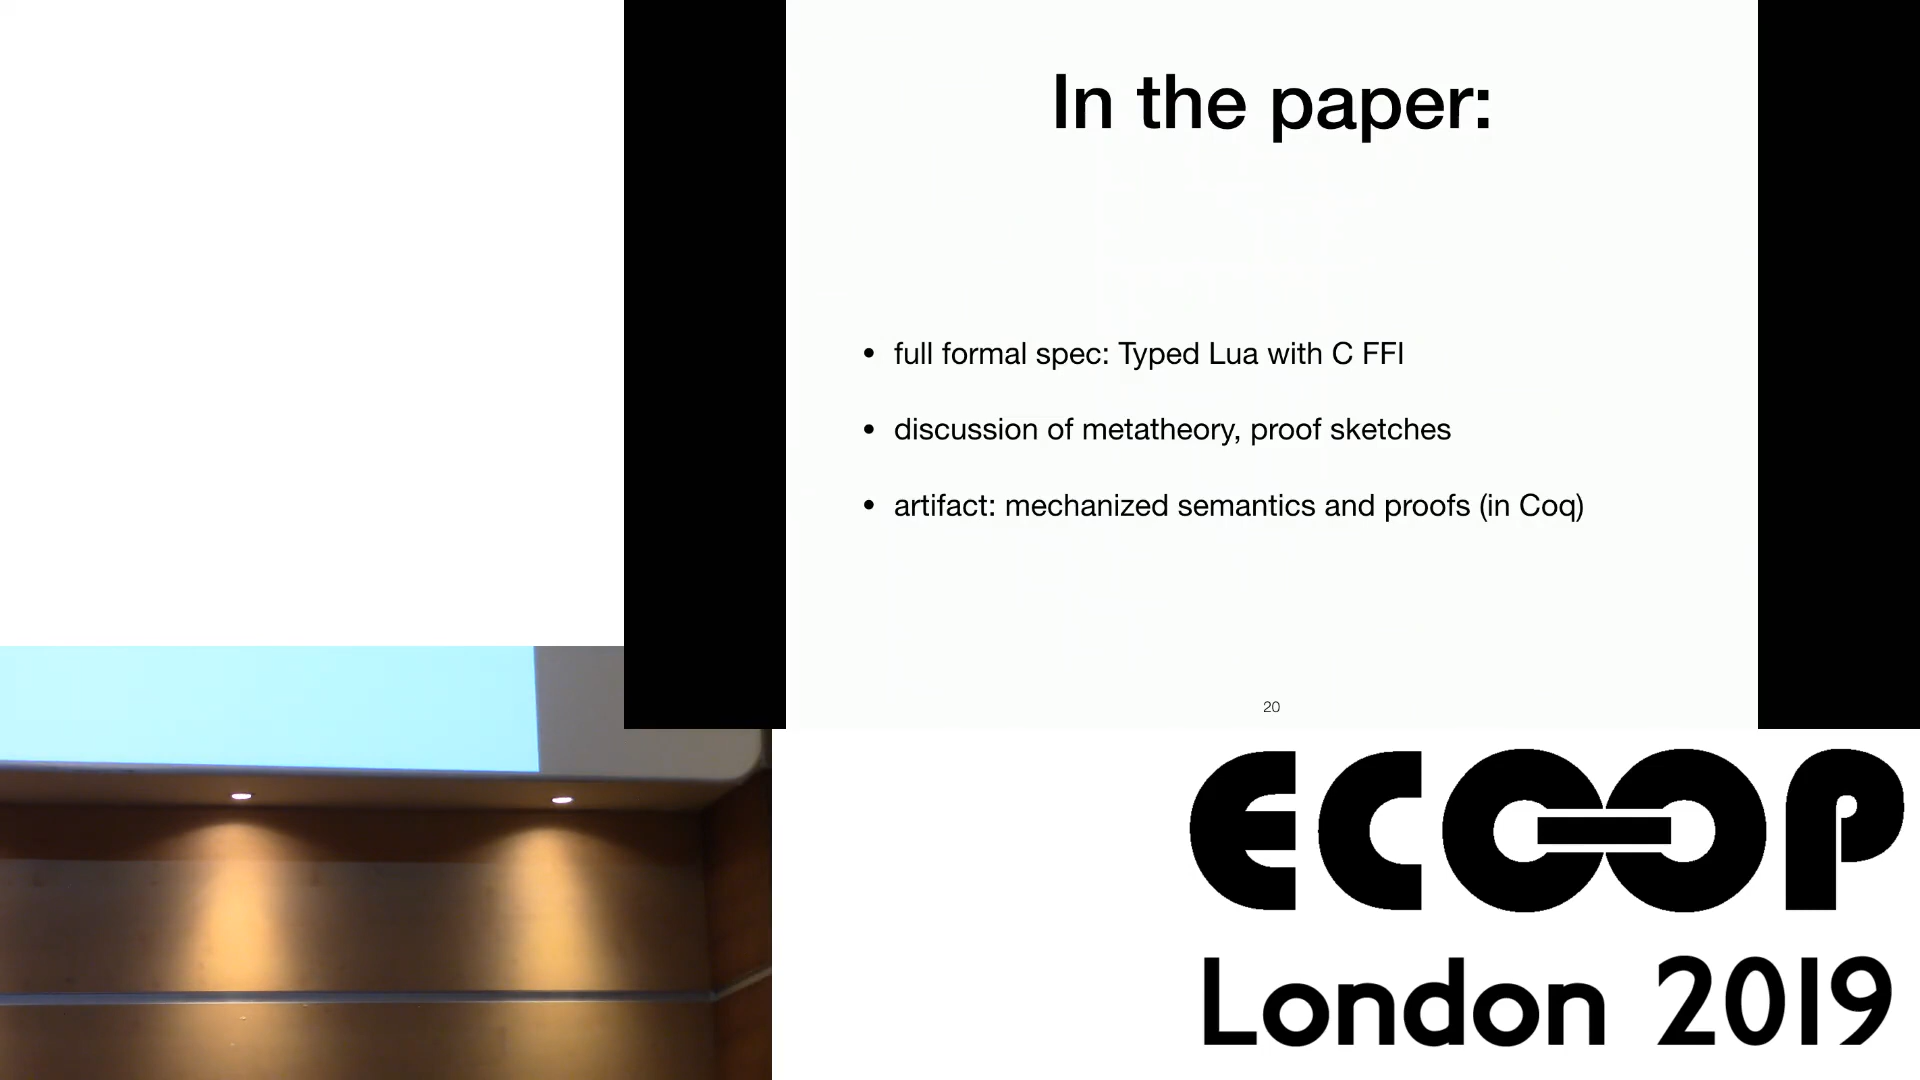 In the paper:
• full formal spec: Typed Lua with C FFI
• discussion of metatheory, proof sketches
• artifact: mechanized semantics and proofs (in Coq)
20
ECOOP
London 2019